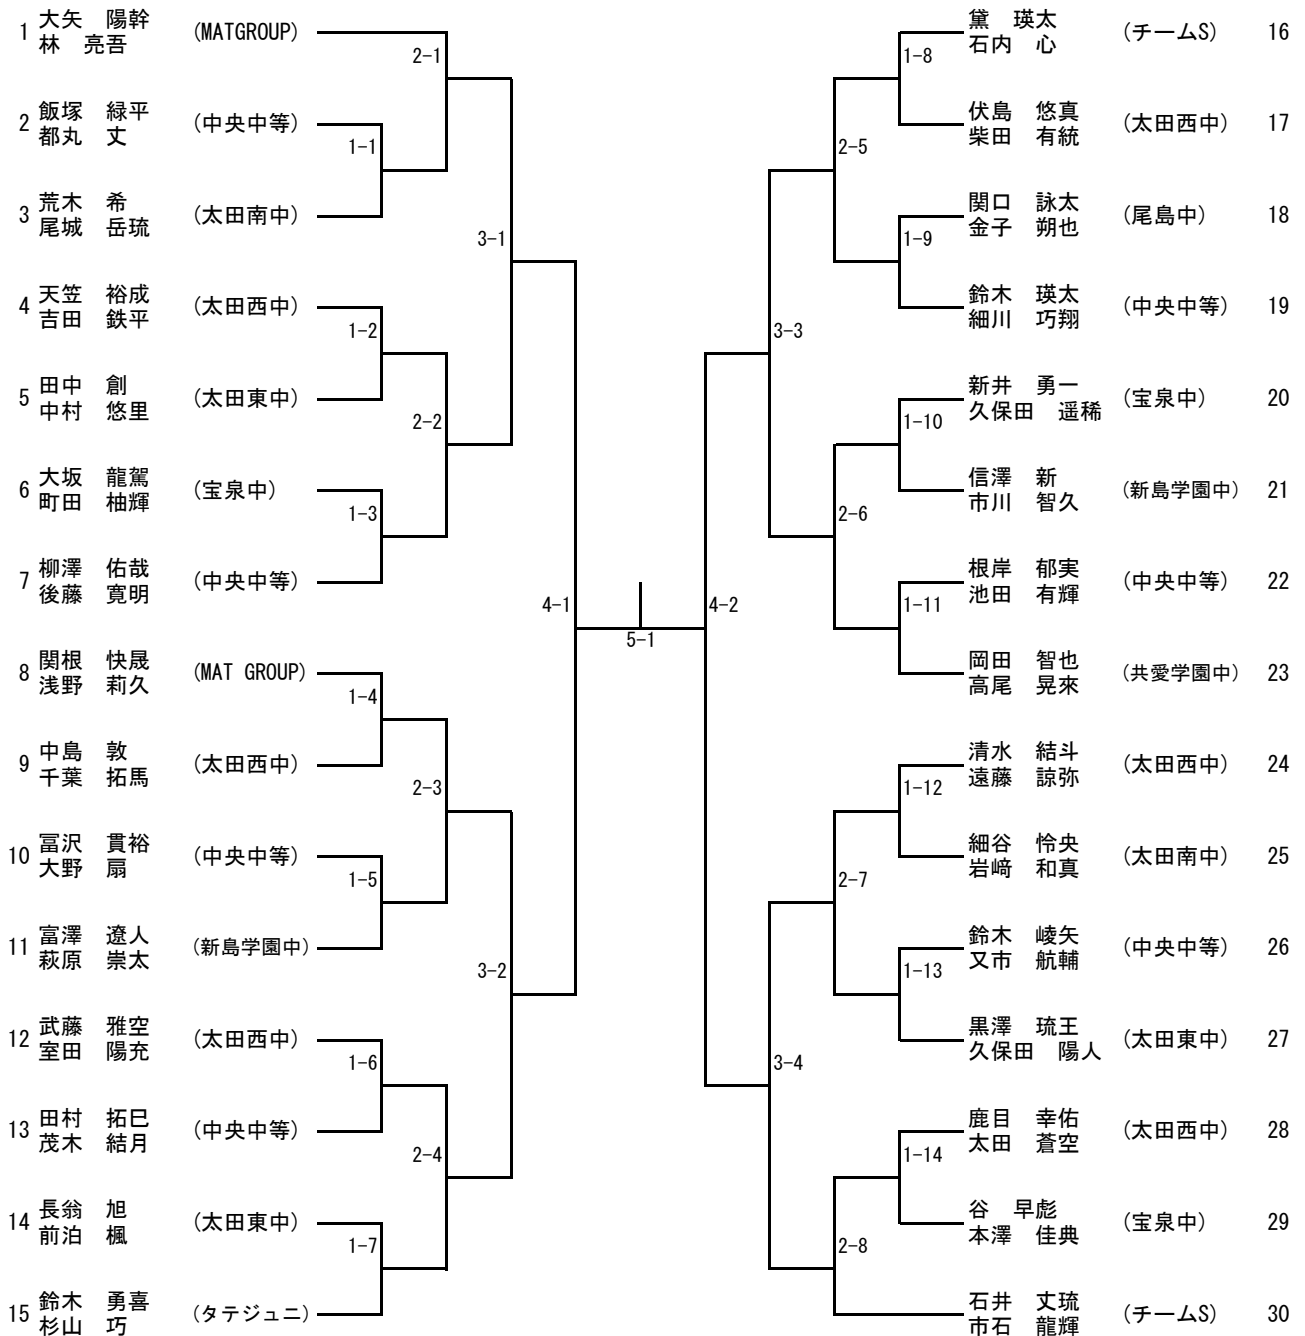 1 大矢　陽幹 (MATGROUP)
林　亮吾
2-1
2 飯塚　緑平 (中央中等)
都丸　丈
1-1
3 荒木　希 (太田南中)
尾城　岳琉
3-1
4 天笠　裕成 (太田西中)
吉田　鉄平
1-2
5 田中　創 (太田東中)
中村　悠里
2-2
6 大坂　龍駕 (宝泉中)
町田　柚輝
1-3
7 柳澤　佑哉 (中央中等)
後藤　寛明
4-1
8 関根　快晟 (MAT GROUP)
浅野　莉久
1-4
9 中島　敦 (太田西中)
千葉　拓馬
2-3
10 冨沢　貫裕 (中央中等)
大野　扇
1-5
11 富澤　遼人 (新島学園中)
萩原　崇太
3-2
12 武藤　雅空 (太田西中)
室田　陽充
1-6
13 田村　拓巳 (中央中等)
茂木　結月
2-4
14 長翁　旭 (太田東中)
前泊　楓
1-7
15 鈴木　勇喜 (タテジュニ)
杉山　巧
5-1
黛　瑛太 (チームS) 16
石内　心
1-8
伏島　悠真 (太田西中) 17
柴田　有統
2-5
関口　詠太 (尾島中) 18
金子　朔也
1-9
鈴木　瑛太 (中央中等) 19
細川　巧翔
3-3
新井　勇一 (宝泉中) 20
久保田　遥稀
1-10
信澤　新 (新島学園中) 21
市川　智久
2-6
根岸　郁実 (中央中等) 22
池田　有輝
1-11
4-2
岡田　智也 (共愛学園中) 23
高尾　晃來
清水　結斗 (太田西中) 24
遠藤　諒弥
1-12
細谷　怜央 (太田南中) 25
岩﨑　和真
2-7
鈴木　崚矢 (中央中等) 26
又市　航輔
1-13
黒澤　琉王 (太田東中) 27
久保田　陽人
3-4
鹿目　幸佑 (太田西中) 28
太田　蒼空
1-14
谷　早彪 (宝泉中) 29
本澤　佳典
2-8
石井　丈琉 (チームS) 30
市石　龍輝